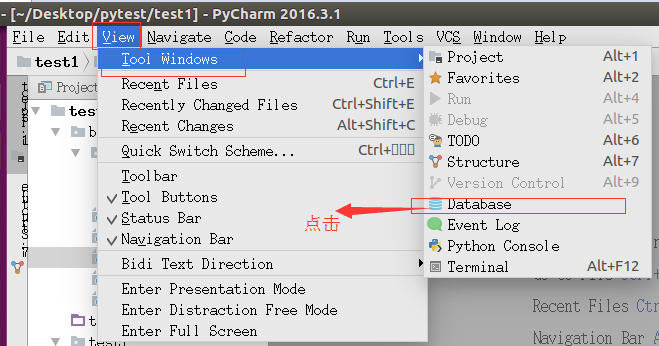 - [~/Desktop/pytest/test1] - PyCharm 2016.3.1
File Edit View Navigate Code Refactor Run Tools VCS Window Help
test1
Project
Tool Windows
Recent Files Ctrl+E
Recently Changed Files Ctrl+Shift+E
Recent Changes Alt+Shift+C
Quick Switch Scheme... Ctrl+
Toolbar
Tool Buttons
Status Bar
Navigation Bar
Bidi Text Direction
Enter Presentation Mode
Enter Distraction Free Mode
Enter Full Screen
Project Alt+1
Favorites Alt+2
Run Alt+4
Debug Alt+5
TODO Alt+6
Structure Alt+7
Version Control Alt+9
Database
Event Log
Python Console
Terminal Alt+F12
点击
Recent Files
Navigation Bar